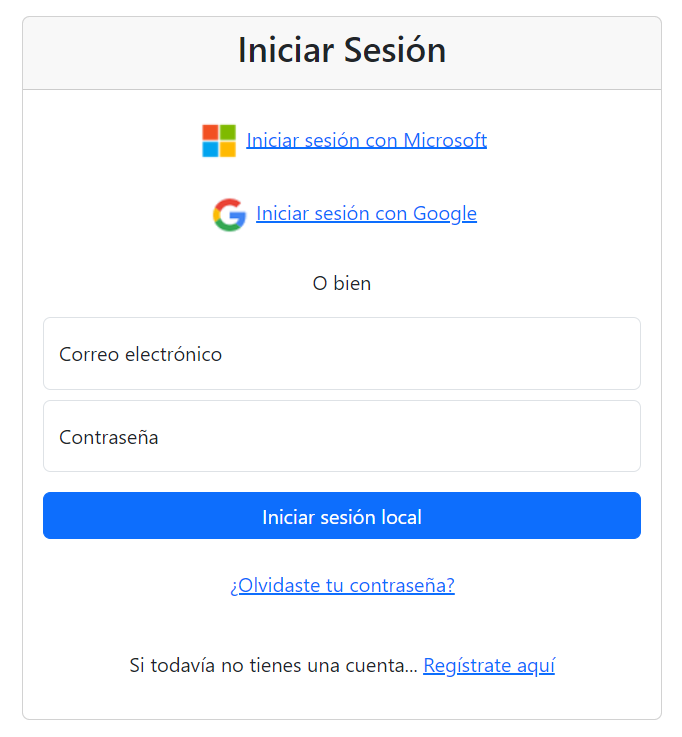 Iniciar Sesión
Iniciar sesión con Microsoft
Iniciar sesión con Google
O bien
Correo electrónico
Contraseña
Iniciar sesión local
¿Olvidaste tu contraseña?
Si todavía no tienes una cuenta... Regístrate aquí